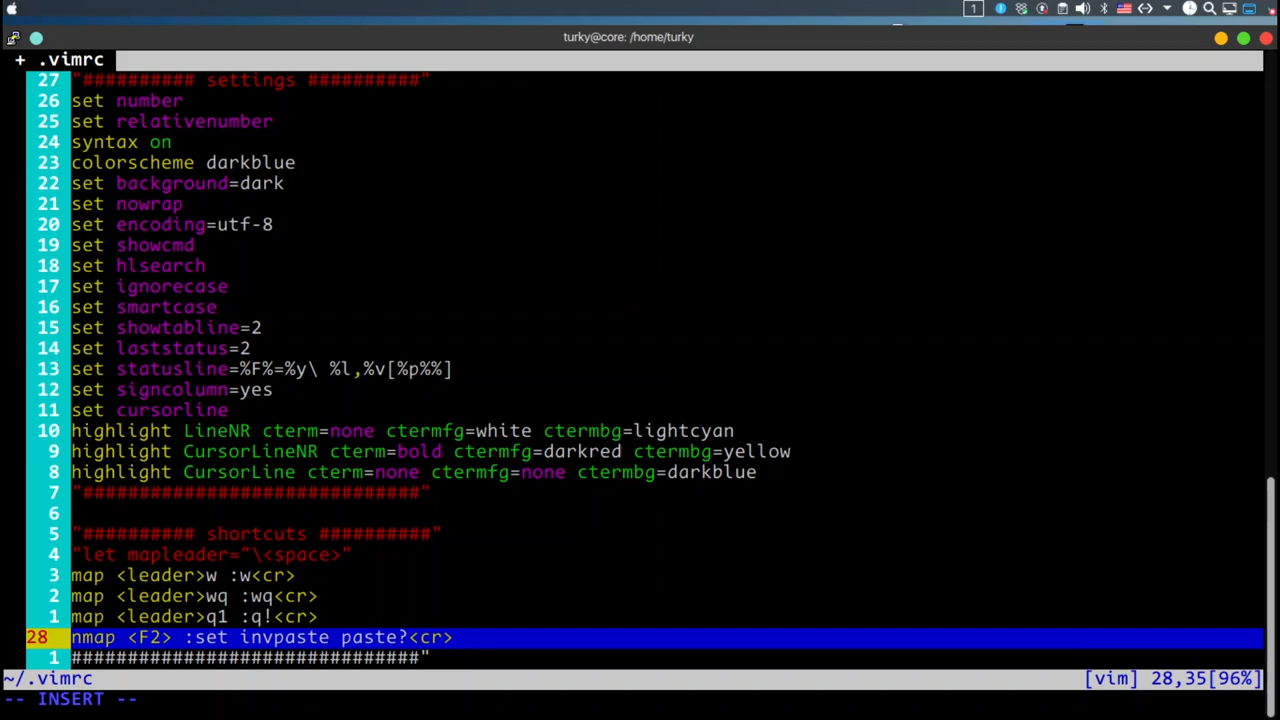 1
turky@core: /home/turky
+ .vimrc
27 "########## settings ##########"
26 set number
25 set relativenumber
24 syntax on
23 colorscheme darkblue
22 set background=dark
21 set nowrap
20 set encoding=utf-8
19 set showcmd
18 set hlsearch
17 set ignorecase
16 set smartcase
15 set showtabline=2
14 set laststatus=2
13 set statusline=%F%=%y\ %l,%v[%p%%]
12 set signcolumn=yes
11 set cursorline
10 highlight LineNR cterm=none ctermfg=white ctermbg=lightcyan
9 highlight CursorLineNR cterm=bold ctermfg=darkred ctermbg=yellow
8 highlight CursorLine cterm=none ctermfg=none ctermbg=darkblue
7 "##############################"
6
5 "########## shortcuts ##########"
4 "let mapleader="\<space>"
3 map <leader>w :w<cr>
2 map <leader>wq :wq<cr>
1 map <leader>q1 :q!<cr>
28 nmap <F2> :set invpaste paste?<cr>
1 ###############################"
~/.vimrc [vim] 28,35[96%]
-- INSERT --